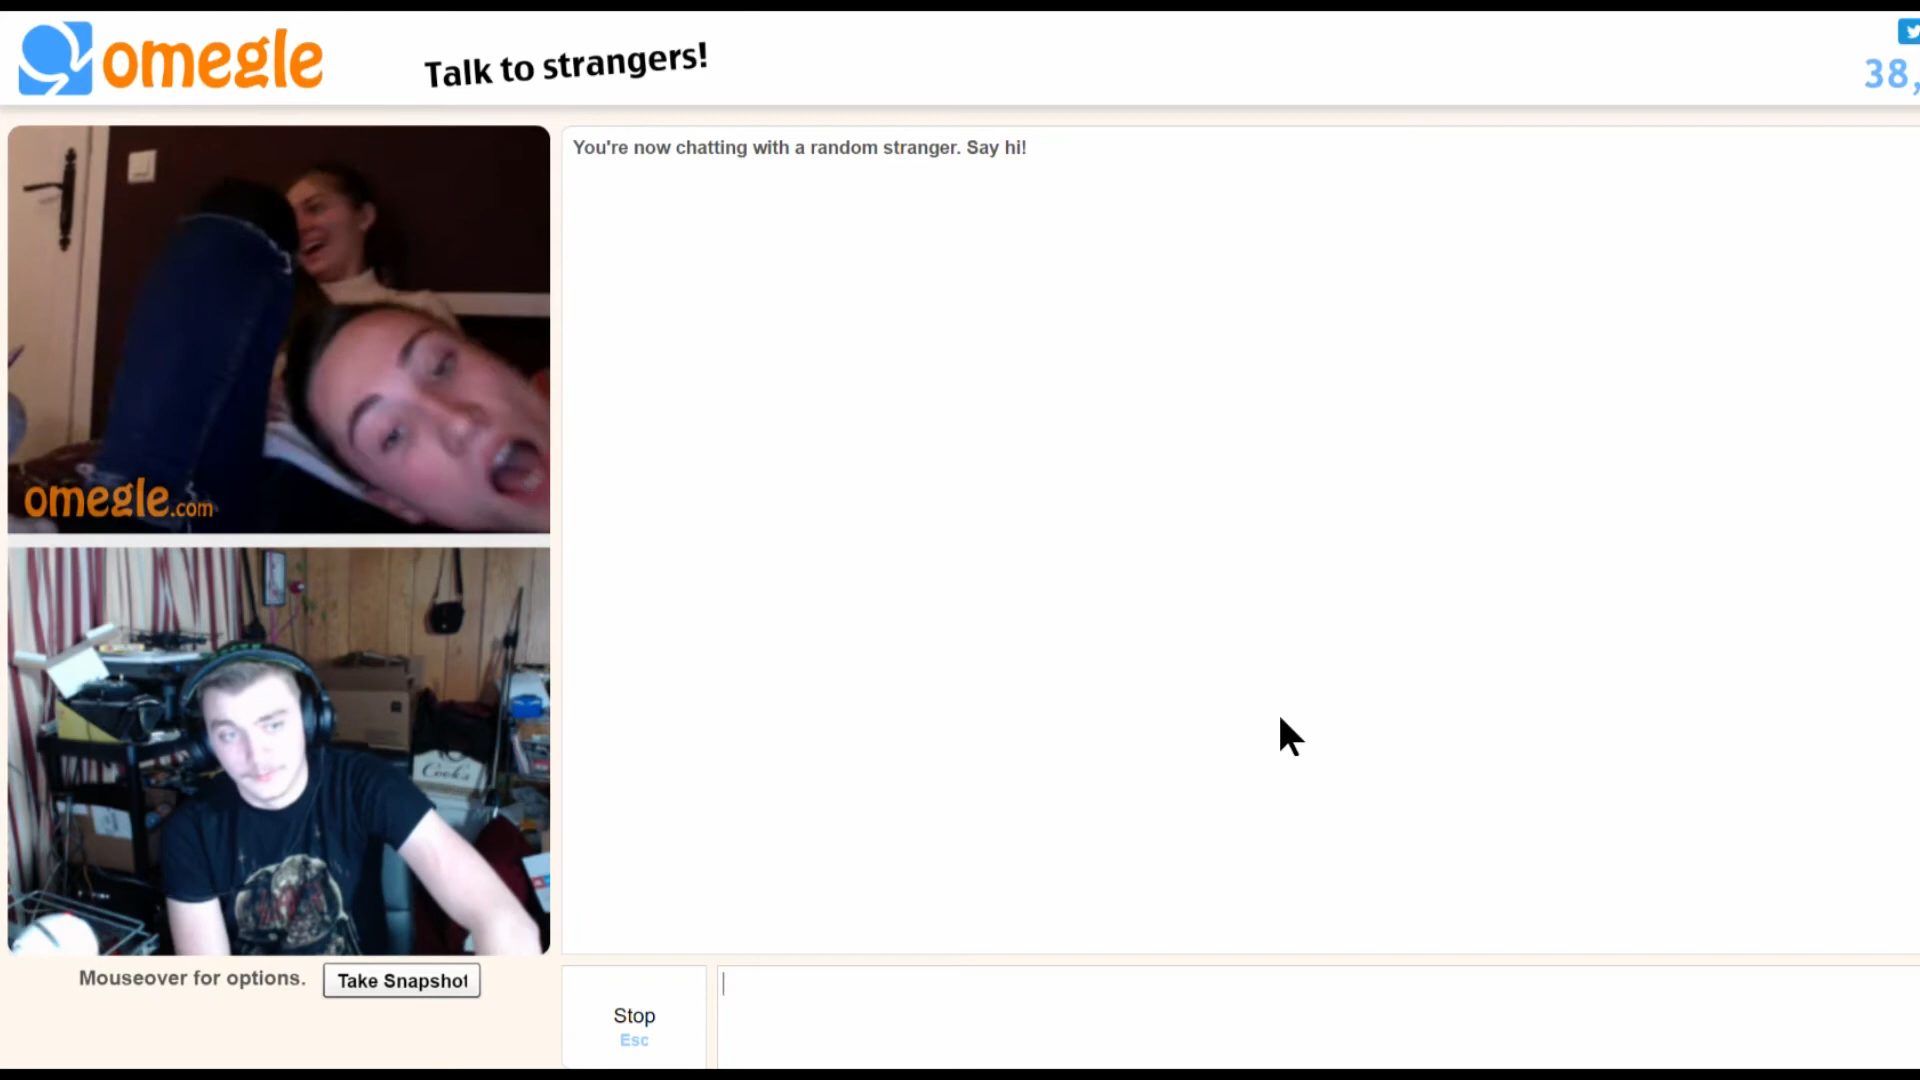 omegle
Talk to strangers!
38,
You're now chatting with a random stranger. Say hi!
omegle.com
Cook's
Mouseover for options.
Take Snapshot
Stop
Esc